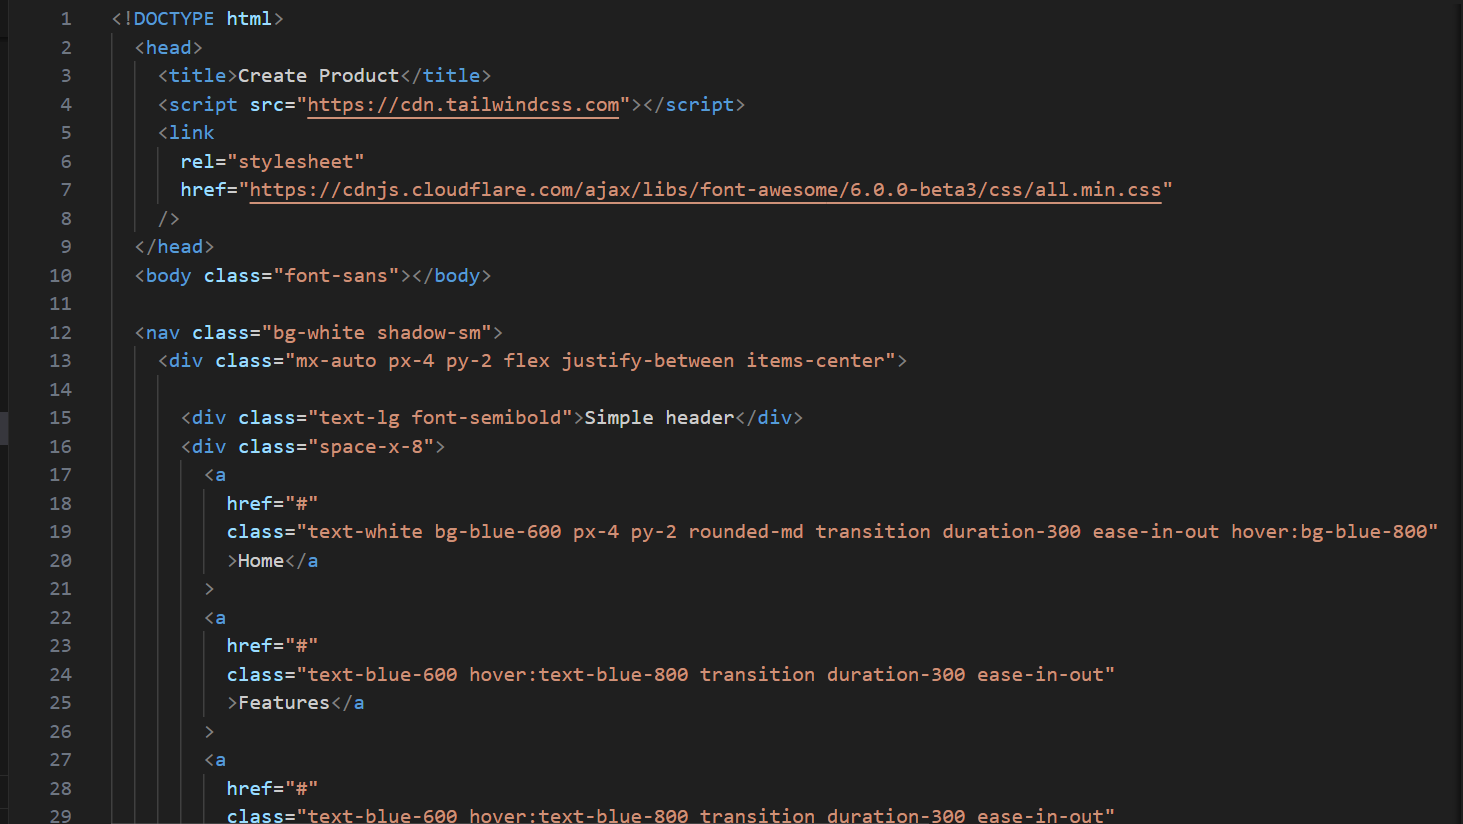 1 <!DOCTYPE html>
2 <head>
3 <title>Create Product</title>
4 <script src="https://cdn.tailwindcss.com"></script>
5 <link
6 rel="stylesheet"
7 href="https://cdnjs.cloudflare.com/ajax/libs/font-awesome/6.0.0-beta3/css/all.min.css"
8 />
9 </head>
10 <body class="font-sans"></body>
11
12 <nav class="bg-white shadow-sm">
13 <div class="mx-auto px-4 py-2 flex justify-between items-center">
14
15 <div class="text-lg font-semibold">Simple header</div>
16 <div class="space-x-8">
17 <a
18 href="#"
19 class="text-white bg-blue-600 px-4 py-2 rounded-md transition duration-300 ease-in-out hover:bg-blue-800"
20 >Home</a
21 >
22 <a
23 href="#"
24 class="text-blue-600 hover:text-blue-800 transition duration-300 ease-in-out"
25 >Features</a
26 >
27 <a
28 href="#"
29 class="text-blue-600 hover:text-blue-800 transition duration-300 ease-in-out"